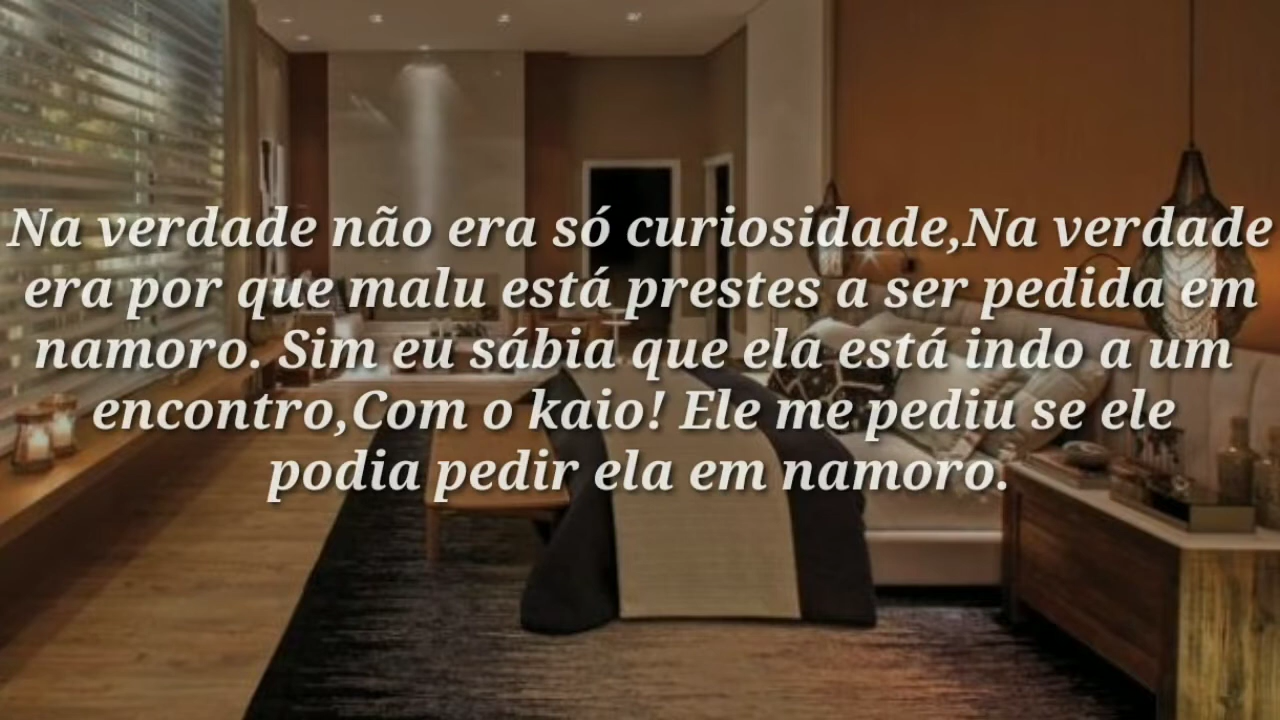 Na verdade não era só curiosidade,Na verdade
era por que malu está prestes a ser pedida em
namoro. Sim eu sábia que ela está indo a um
encontro,Com o kaio! Ele me pediu se ele
podia pedir ela em namoro.